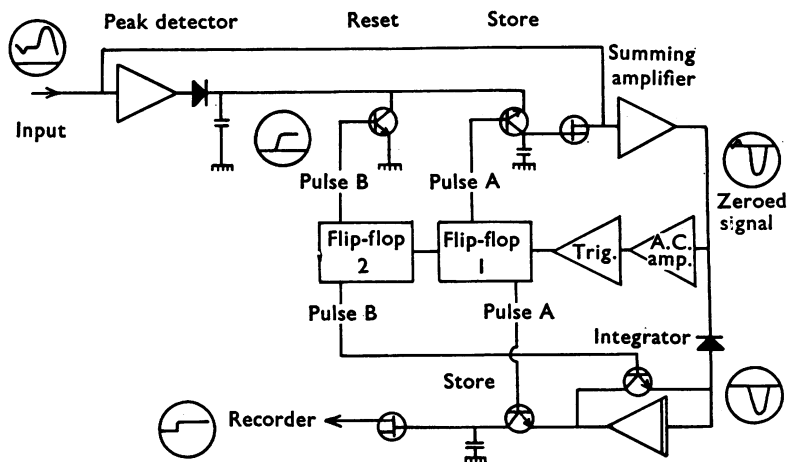 Peak detector
Reset
Store
Summing
amplifier
Input
Pulse B
Pulse A
Zeroed
signal
Flip-flop
2
Flip-flop
1
Trig.
A.C.
amp.
Pulse B
Pulse A
Integrator
Store
Recorder